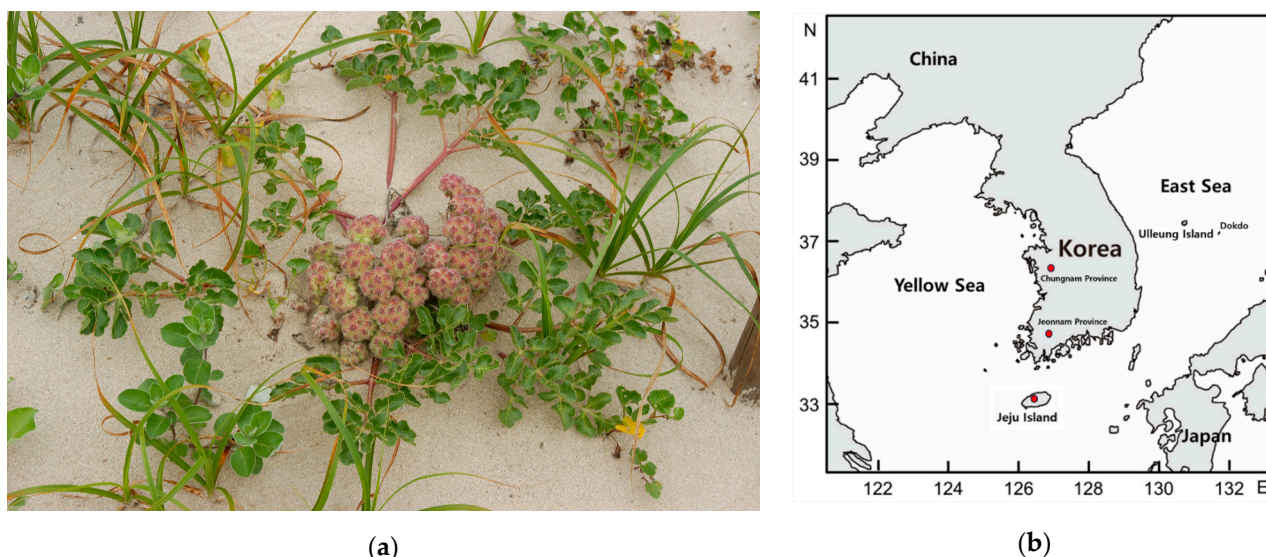 N
41
39
37
35
33
China
East Sea
Ulleung Island
Dokdo
Korea
Chungnam Province
Yellow Sea
Jeonnam Province
Jeju Island
Japan
122 124 126 128 130 132 E
(a)
(b)